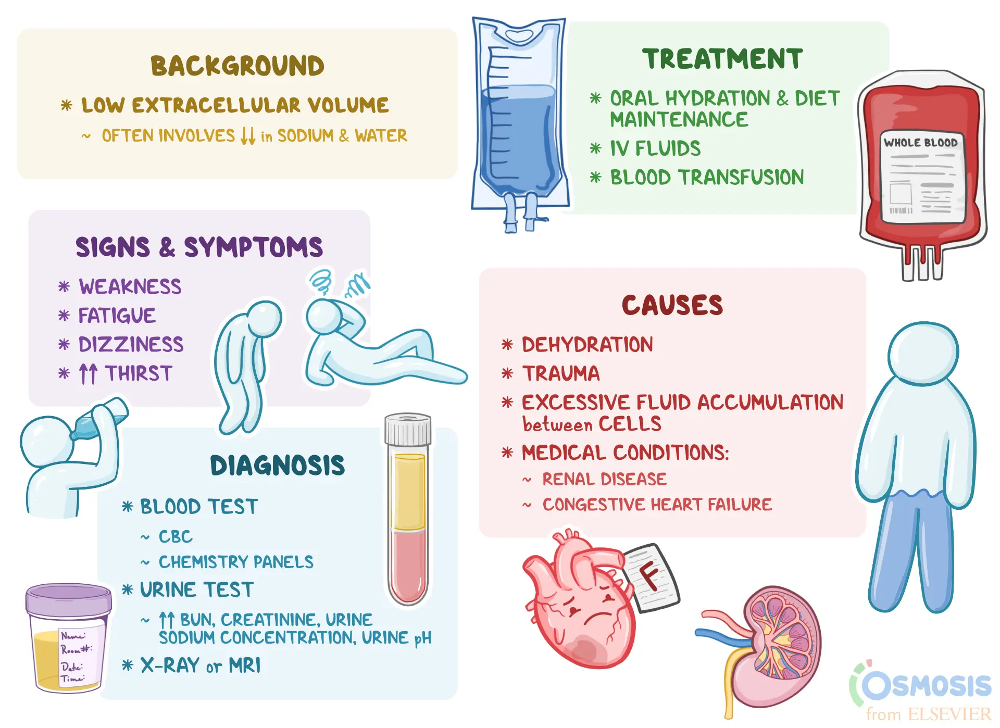 BACKGROUND
* LOW EXTRACELLULAR VOLUME
~ OFTEN INVOLVES ↓↓ in SODIUM & WATER
TREATMENT
* ORAL HYDRATION & DIET
MAINTENANCE
* IV FLUIDS
* BLOOD TRANSFUSION
WHOLE BLOOD
SIGNS & SYMPTOMS
* WEAKNESS
* FATIGUE
* DIZZINESS
* ↑↑ THIRST
CAUSES
* DEHYDRATION
* TRAUMA
* EXCESSIVE FLUID ACCUMULATION
between CELLS
* MEDICAL CONDITIONS:
~ RENAL DISEASE
~ CONGESTIVE HEART FAILURE
F
DIAGNOSIS
* BLOOD TEST
~ CBC
~ CHEMISTRY PANELS
* URINE TEST
~ ↑↑ BUN, CREATININE, URINE
SODIUM CONCENTRATION, URINE pH
* X-RAY or MRI
Name:
Room #:
Date:
Time:
OSMOSIS
from ELSEVIER